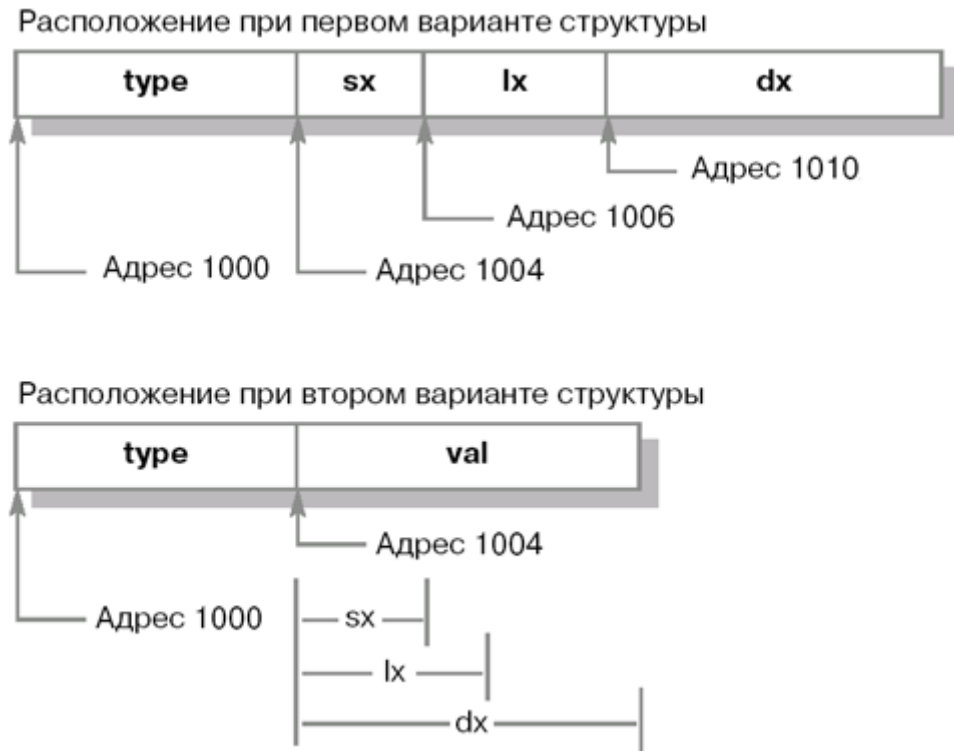 Расположение при первом варианте структуры
type sx lx dx
Адрес 1010
Адрес 1006
Адрес 1000 Адрес 1004
Расположение при втором варианте структуры
type val
Адрес 1004
Адрес 1000 sx
lx
dx